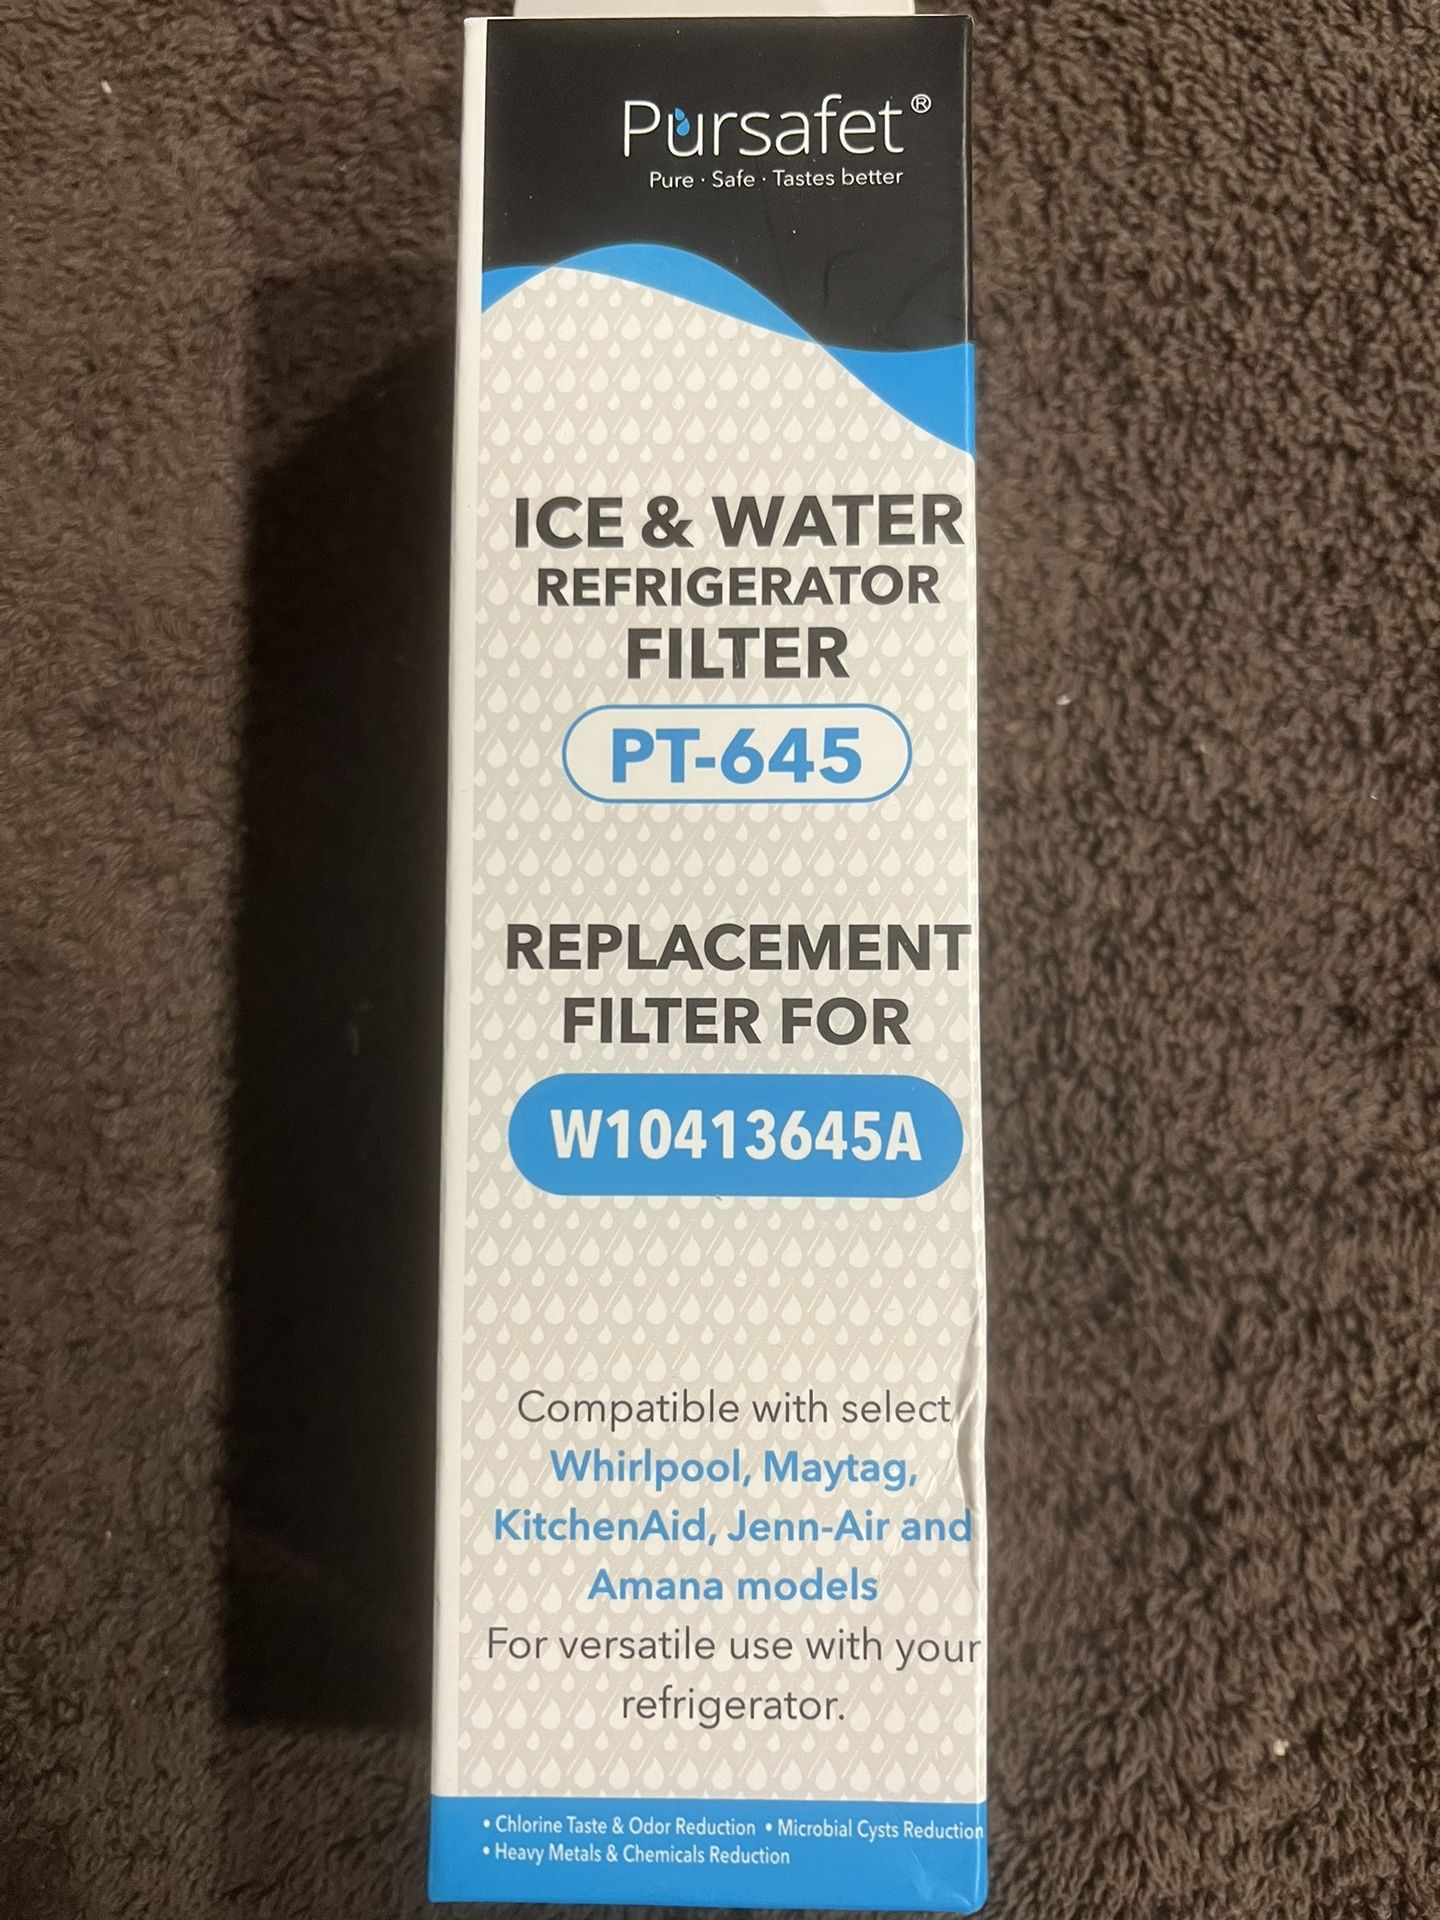 Pursafet®
Pure · Safe · Tastes better
ICE & WATER
REFRIGERATOR
FILTER
PT-645
REPLACEMENT
FILTER FOR
W10413645A
Compatible with select
Whirlpool, Maytag,
KitchenAid, Jenn-Air and
Amana models
For versatile use with your
refrigerator.
• Chlorine Taste & Odor Reduction • Microbial Cysts Reduction
• Heavy Metals & Chemicals Reduction